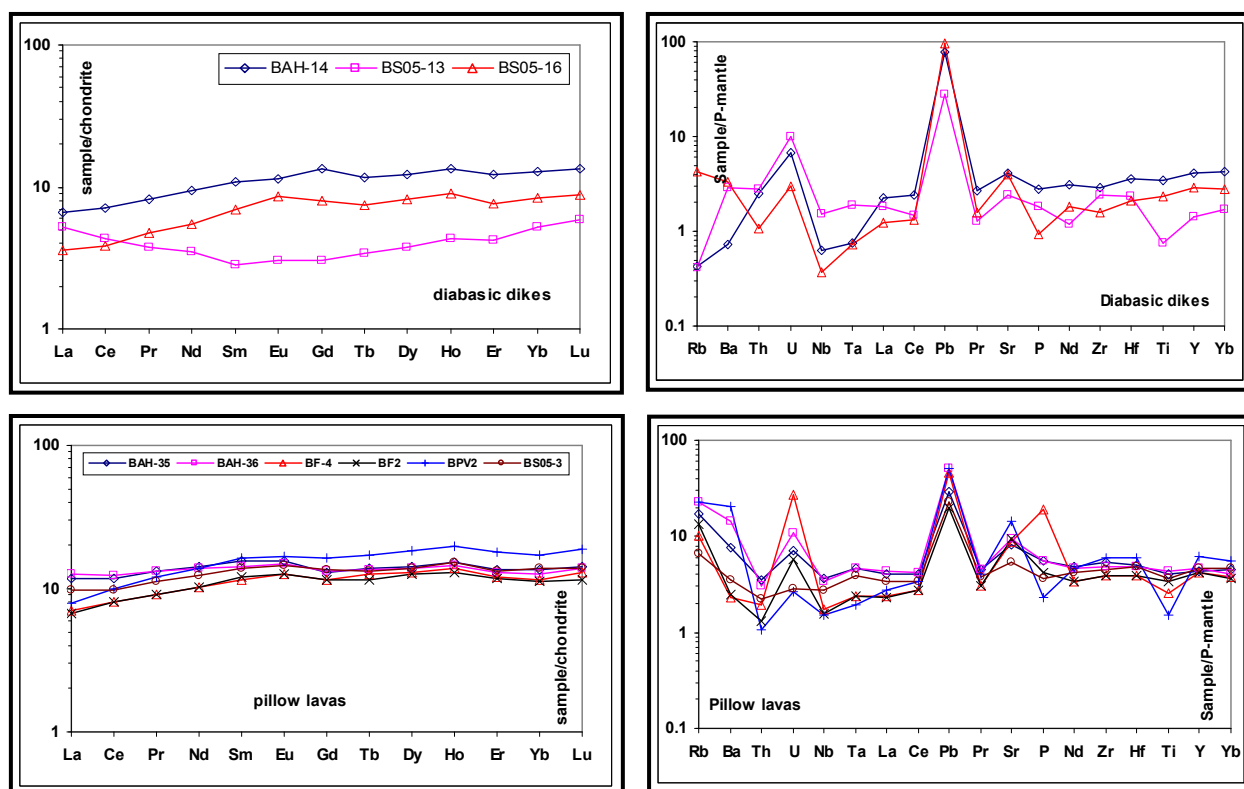 100
10
1
sample/chondrite
BAH-14 BS05-13 BS05-16
diabasic dikes
La Ce Pr Nd Sm Eu Gd Tb Dy Ho Er Yb Lu
100
10
1
0.1
Sample/P-mantle
Diabasic dikes
Rb Ba Th U Nb Ta La Ce Pb Pr Sr P Nd Zr Hf Ti Y Yb
100
10
1
BAH-35 BAH-36 BF-4 BF2 BPV2 BS05-3
pillow lavas
sample/chondrite
La Ce Pr Nd Sm Eu Gd Tb Dy Ho Er Yb Lu
100
10
1
0.1
Pillow lavas
Sample/P-mantle
Rb Ba Th U Nb Ta La Ce Pb Pr Sr P Nd Zr Hf Ti Y Yb